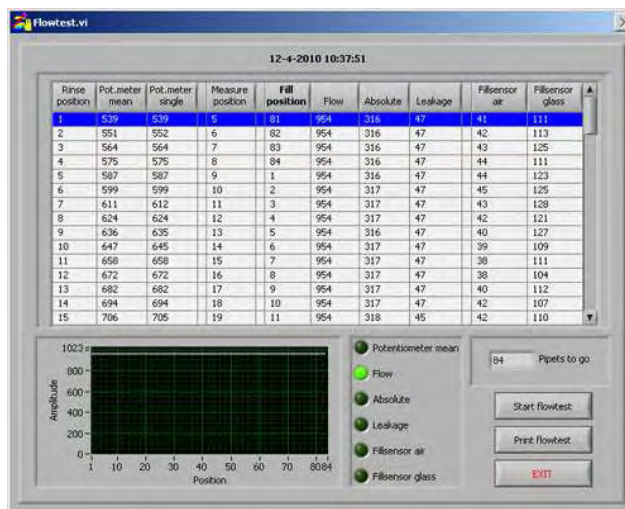 Flowtest.vi
12-4-2010 10:37:51
Rinse position Pot.meter mean Pot.meter single Measure position Fill position Flow Absolute Leakage Fillsensor air Fillsensor glass
1 539 539 5 81 954 316 47 41 111
2 551 552 6 82 954 316 47 42 113
3 564 564 7 83 954 316 47 43 125
4 575 575 8 84 954 316 47 44 111
5 587 587 9 1 954 316 47 44 123
6 599 599 10 2 954 317 47 45 125
7 611 612 11 3 954 317 47 43 128
8 624 624 12 4 954 317 47 42 121
9 636 635 13 5 954 316 47 40 127
10 647 645 14 6 954 317 47 39 109
11 658 658 15 7 954 317 47 38 111
12 672 672 16 8 954 317 47 38 104
13 682 682 17 9 954 317 47 40 112
14 694 694 18 10 954 317 47 42 107
15 706 705 19 11 954 318 45 42 110
1023
800
600
400
200
0
Amplitude
1 10 20 30 40 50 60 70 80 84
Position
Potentiometer mean
Flow
Absolute
Leakage
Fillsensor air
Fillsensor glass
84 Pipets to go
Start flowtest
Print flowtest
EXIT